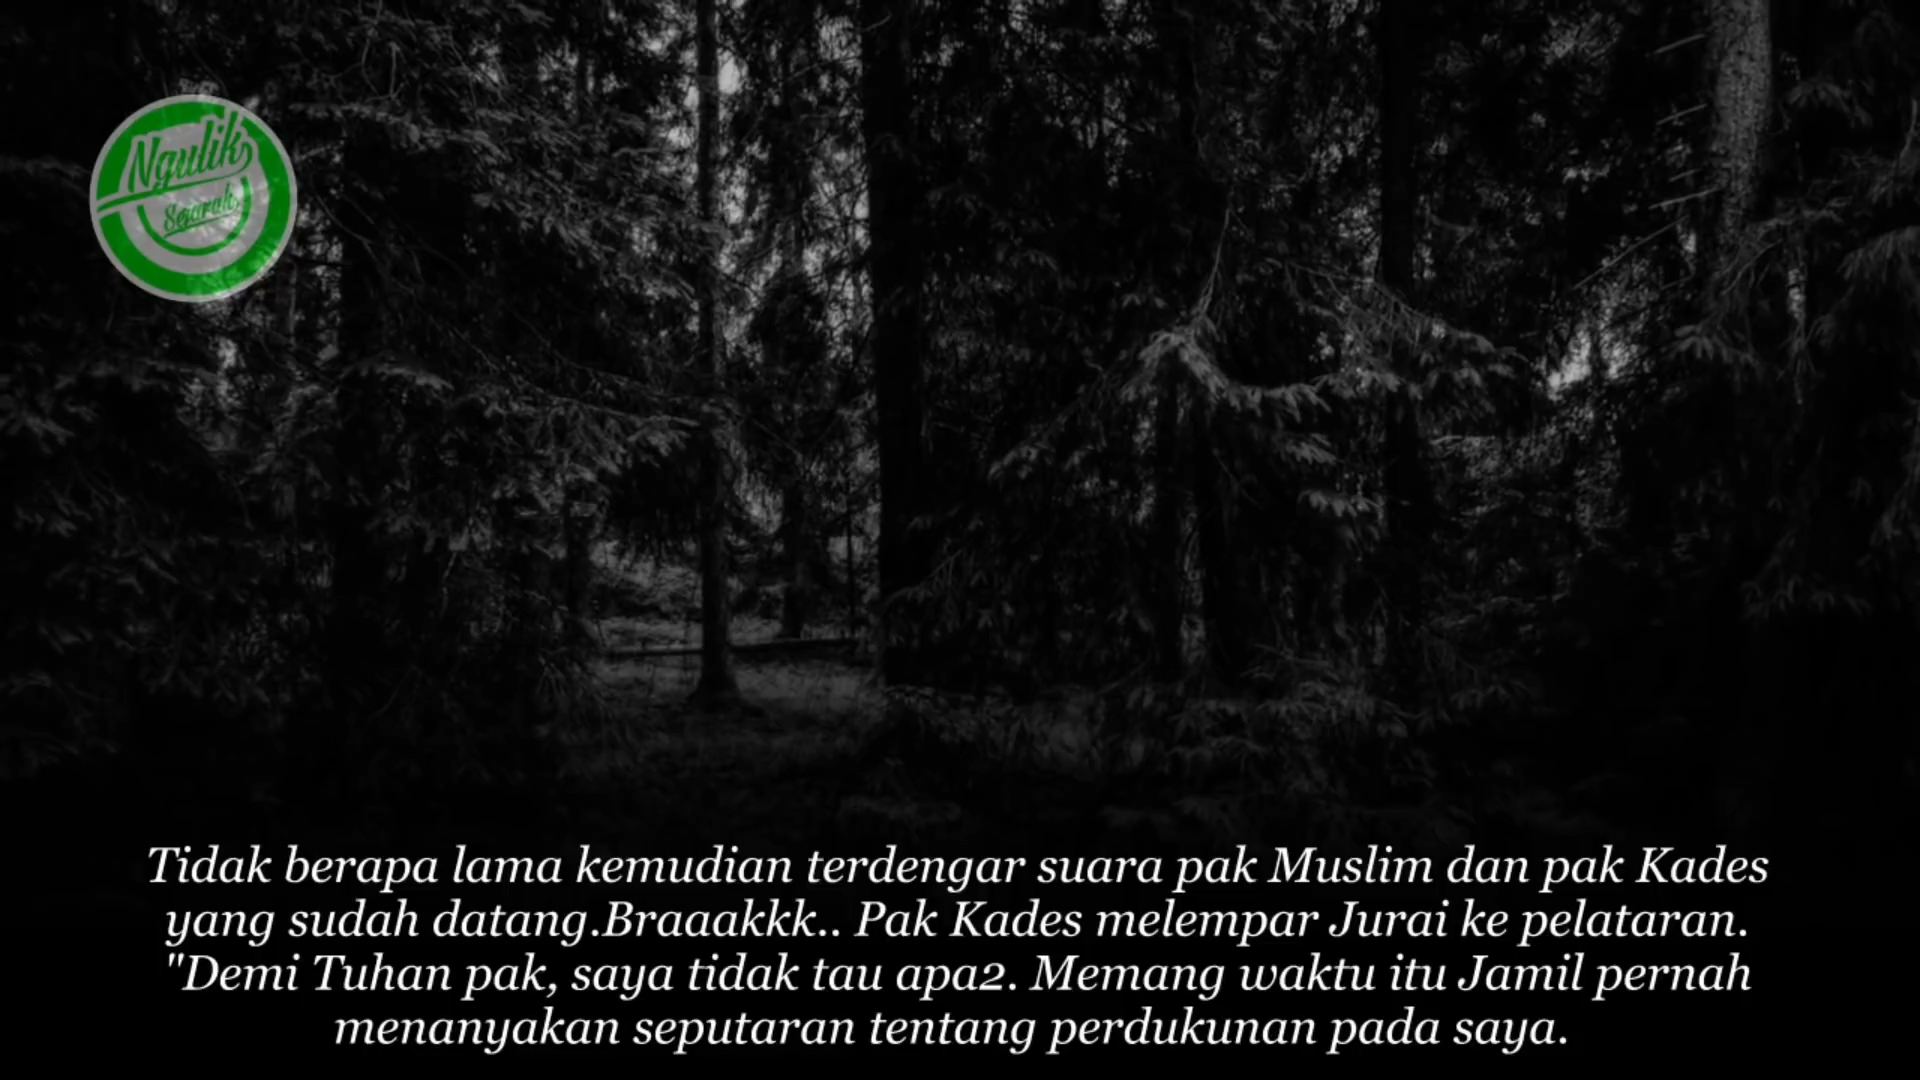 Ngulik
Sejarah
Tidak berapa lama kemudian terdengar suara pak Muslim dan pak Kades
yang sudah datang.Braaakkk.. Pak Kades melempar Jurai ke pelataran.
"Demi Tuhan pak, saya tidak tau apa2. Memang waktu itu Jamil pernah
menanyakan seputaran tentang perdukunan pada saya.